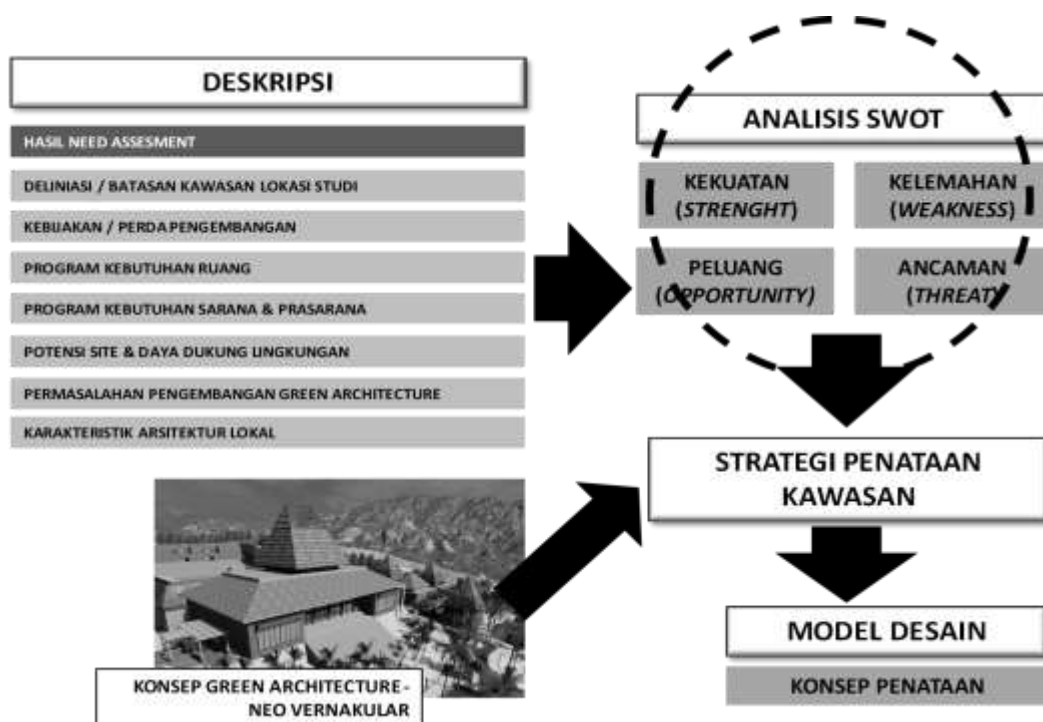 DESKRIPSI
HASIL NEED ASSESMENT
DELINIASI / BATASAN KAWASAN LOKASI STUDI
KEBIJAKAN / PERDA PENGEMBANGAN
PROGRAM KEBUTUHAN RUANG
PROGRAM KEBUTUHAN SARANA & PRASARANA
POTENSI SITE & DAYA DUKUNG LINGKUNGAN
PERMASALAHAN PENGEMBANGAN GREEN ARCHITECTURE
KARAKTERISTIK ARSITEKTUR LOKAL
KONSEP GREEN ARCHITECTURE-
NEO VERNAKULAR
ANALISIS SWOT
KEKUATAN
(STRENGHT)
KELEMAHAN
(WEAKNESS)
PELUANG
(OPPORTUNITY)
ANCAMAN
(THREAT)
STRATEGI PENATAAN
KAWASAN
MODEL DESAIN
KONSEP PENATAAN